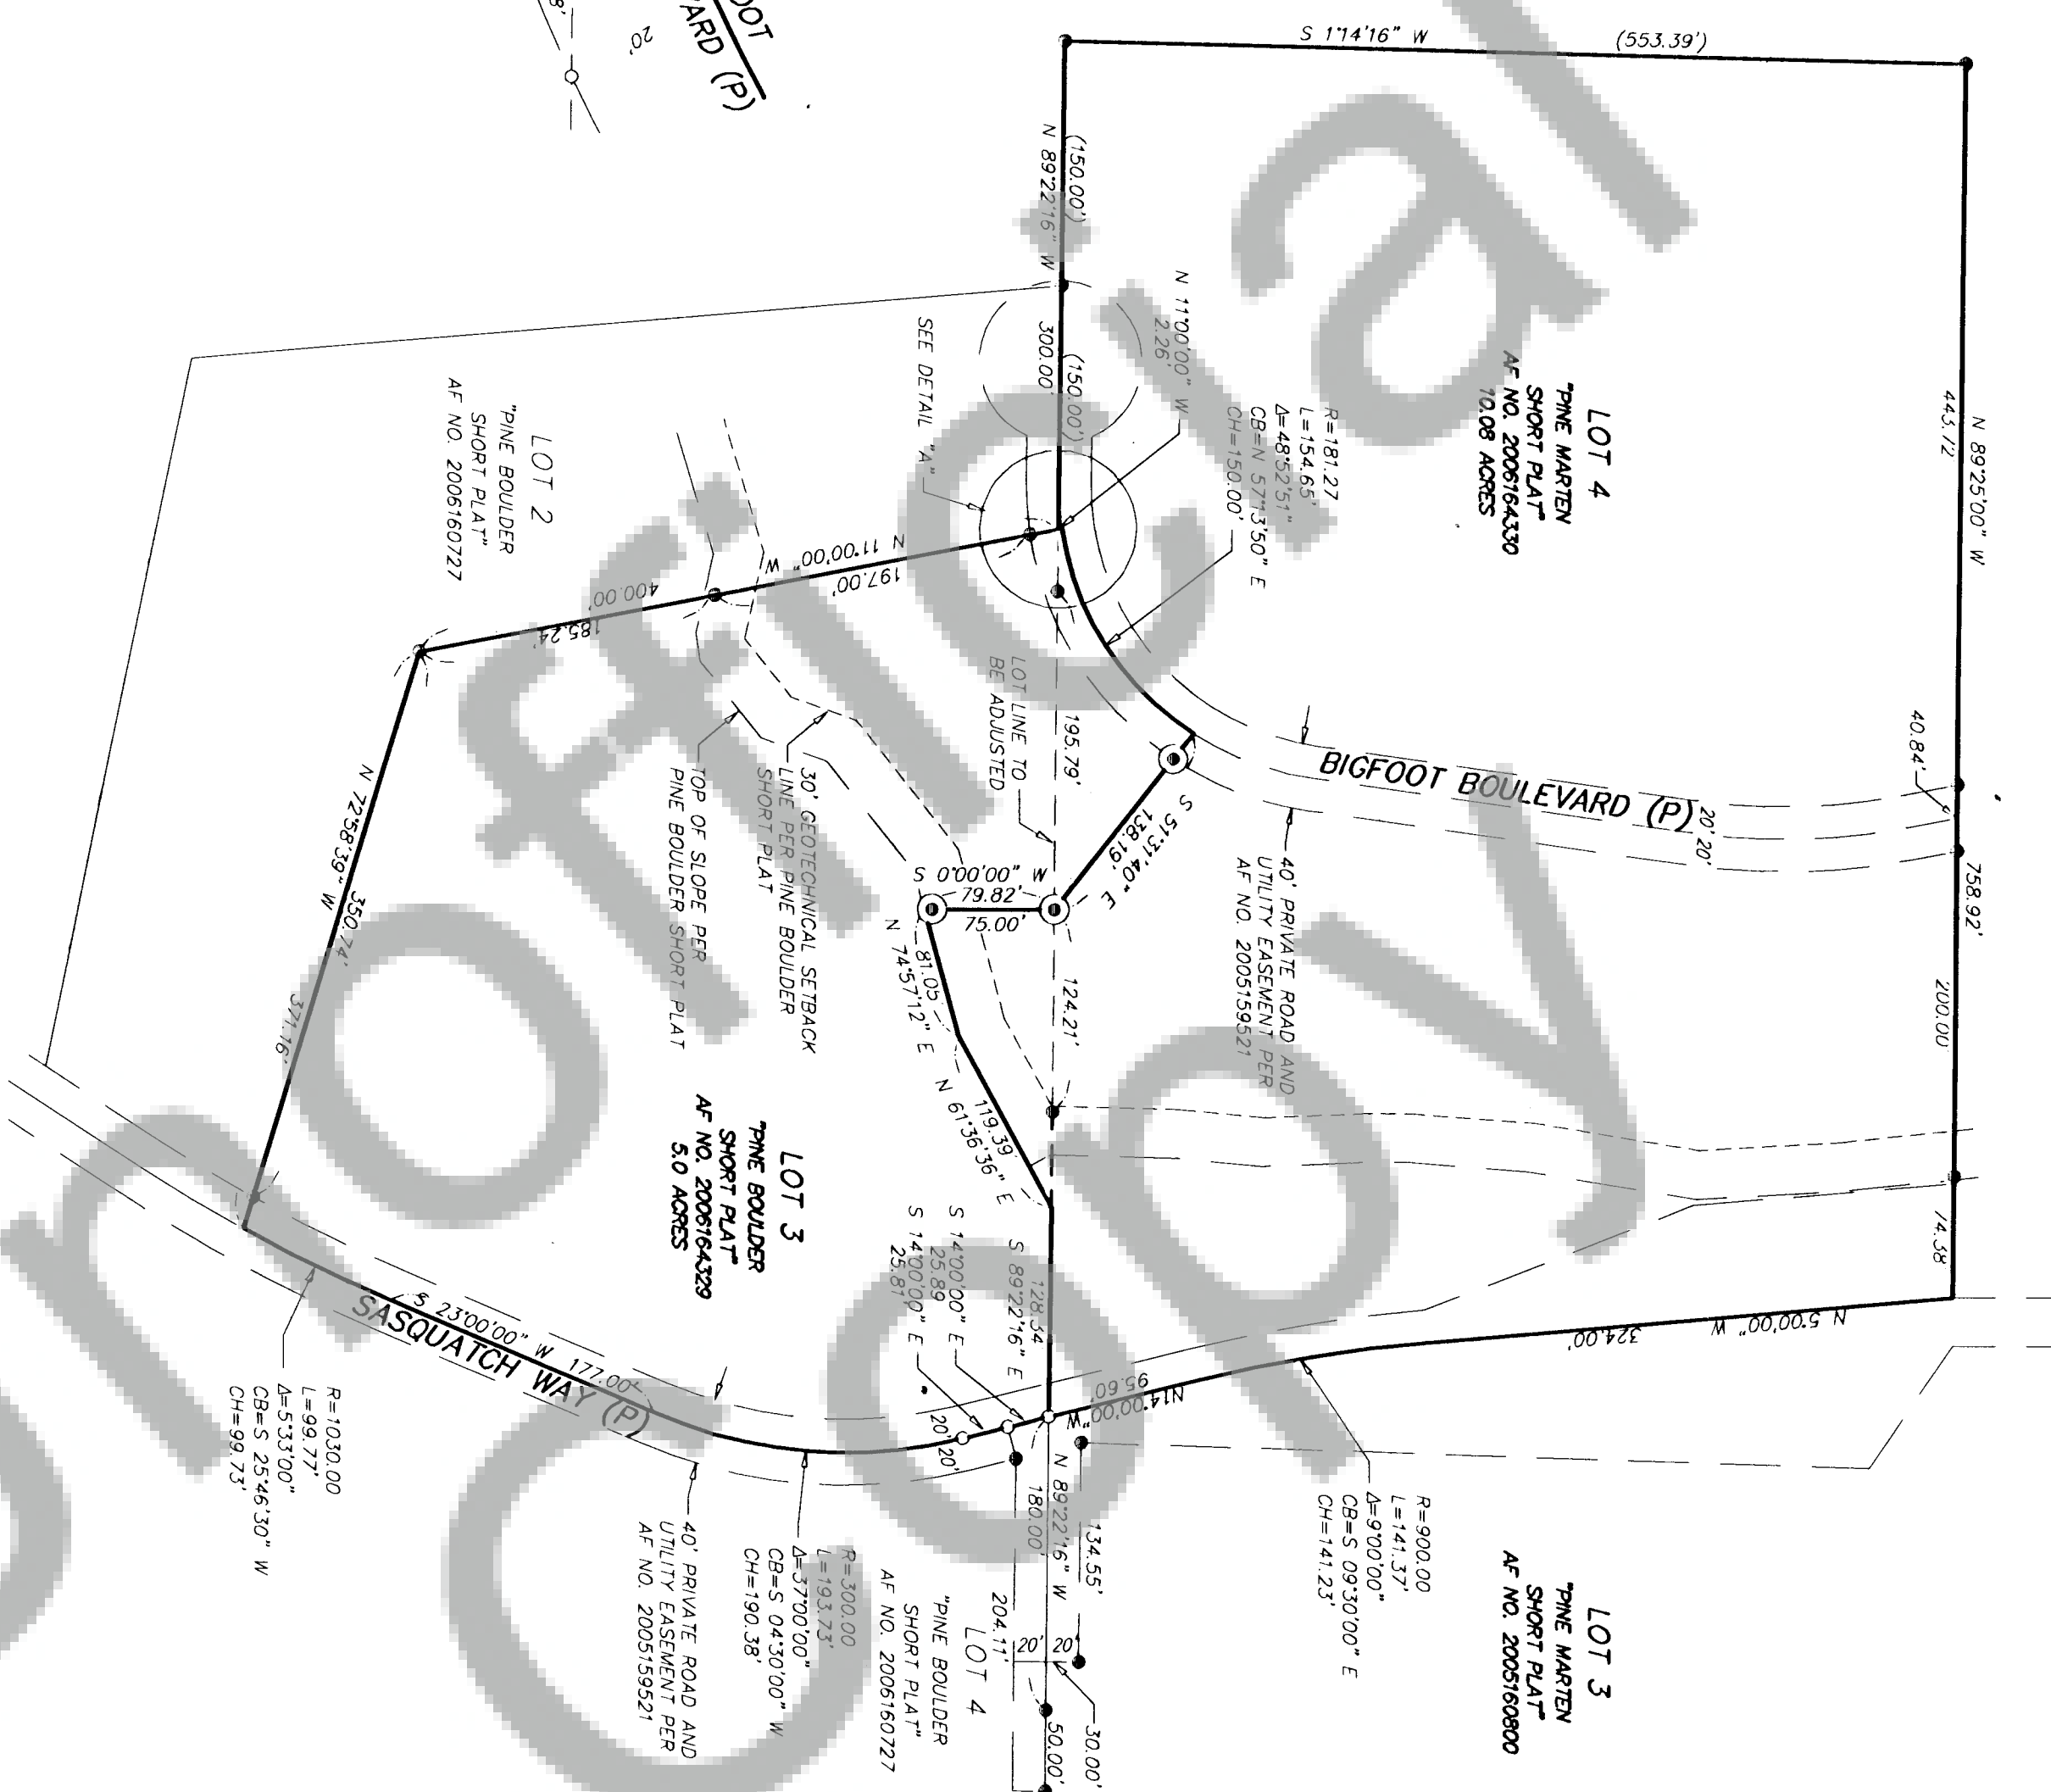 OOT
ARD (P)
20'
8'
S 1°14'16" W
(553.39')
N 89°25'00" W
443.12
40.84'
758.92'
200.00
74.38
(150.00')
N 89°22'16" W
300.00'
(150.00')
N 11°00'00" W
2.26'
SEE DETAIL "A"
R=181.27
L=154.65'
Δ=48°52'51"
CB=N 57°13'50" E
CH=150.00'
LOT 4
"PINE MARTEN
SHORT PLAT"
AF NO. 2006164330
10.08 ACRES
LOT 2
"PINE BOULDER
SHORT PLAT"
AF NO. 2006160727
N 11°00'00" W
197.00'
400.00'
185.24'
LOT LINE TO
BE ADJUSTED
195.79'
S 51°31'40" E
138.19'
BIGFOOT BOULEVARD (P)
20' 20'
40' PRIVATE ROAD AND
UTILITY EASEMENT PER
AF NO. 2005159521
S 0°00'00" W
79.82'
75.00'
124.21'
81.05
N 74°57'12" E
119.39
N 61°36'36" E
30' GEOTECHNICAL SETBACK
LINE PER PINE BOULDER
SHORT PLAT
TOP OF SLOPE PER
PINE BOULDER SHORT PLAT
N 72°58'39" W
350.74'
371.16'
LOT 3
"PINE BOULDER
SHORT PLAT"
AF NO. 2006164329
5.0 ACRES
128.34
S 89°22'16" E
S 14°00'00" E
25.89
S 14°00'00" E
25.81'
N 5°00'00" W
324.00'
N14°00'00"W
95.60'
S 23°00'00" W 177.00'
SASQUATCH WAY (P)
20' 20'
R=1030.00
L=99.77'
Δ=5°33'00"
CB=S 25°46'30" W
CH=99.73'
40' PRIVATE ROAD AND
UTILITY EASEMENT PER
AF NO. 2005159521
R=300.00
L=193.73'
Δ=37°00'00"
CB=S 04°30'00" W
CH=190.38'
LOT 4
"PINE BOULDER
SHORT PLAT"
AF NO. 2006160727
134.55'
N 89°22'16" W
180.00'
204.11'
20' 20'
30.00'
50.00'
R=900.00
L=141.37'
Δ=9°00'00"
CB=S 09°30'00" E
CH=141.23'
LOT 3
"PINE MARTEN
SHORT PLAT"
AF NO. 2005160800
Unofficial
Copy